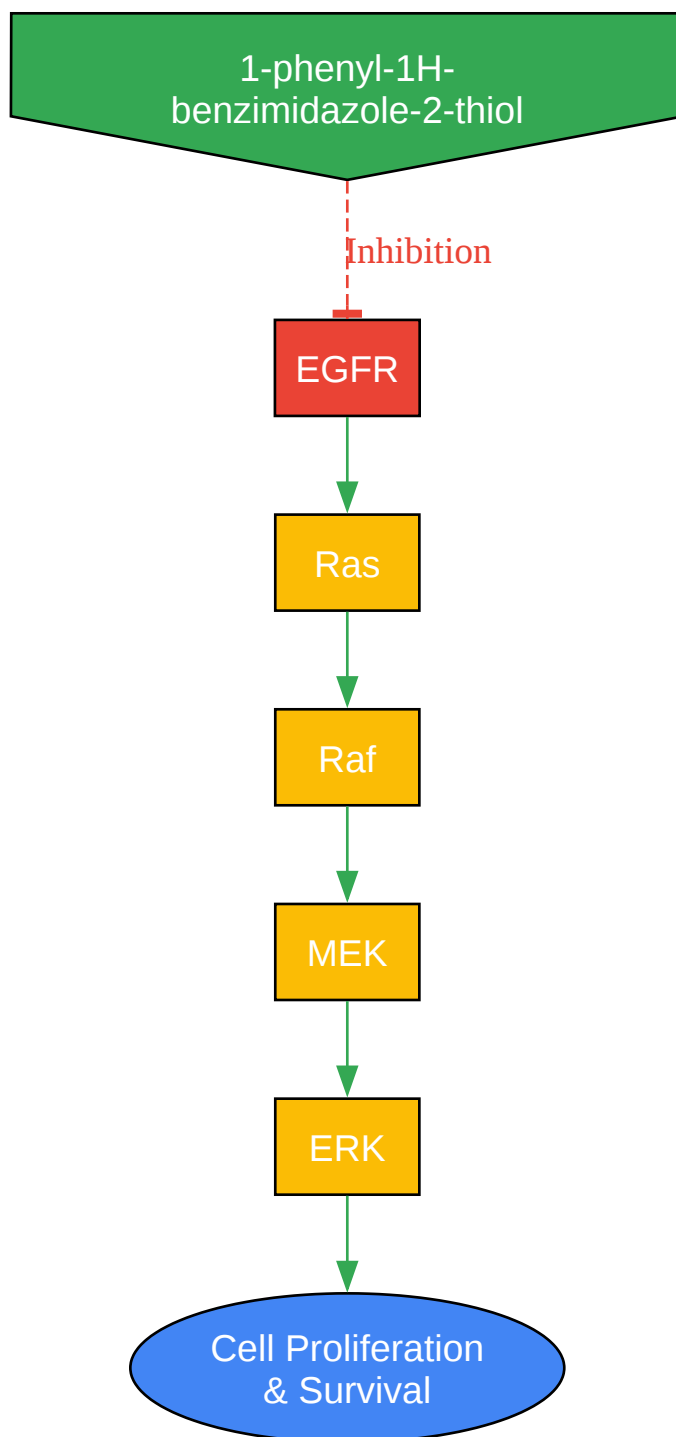 1-phenyl-1H-
benzimidazole-2-thiol
Inhibition
EGFR
Ras
Raf
MEK
ERK
Cell Proliferation
& Survival